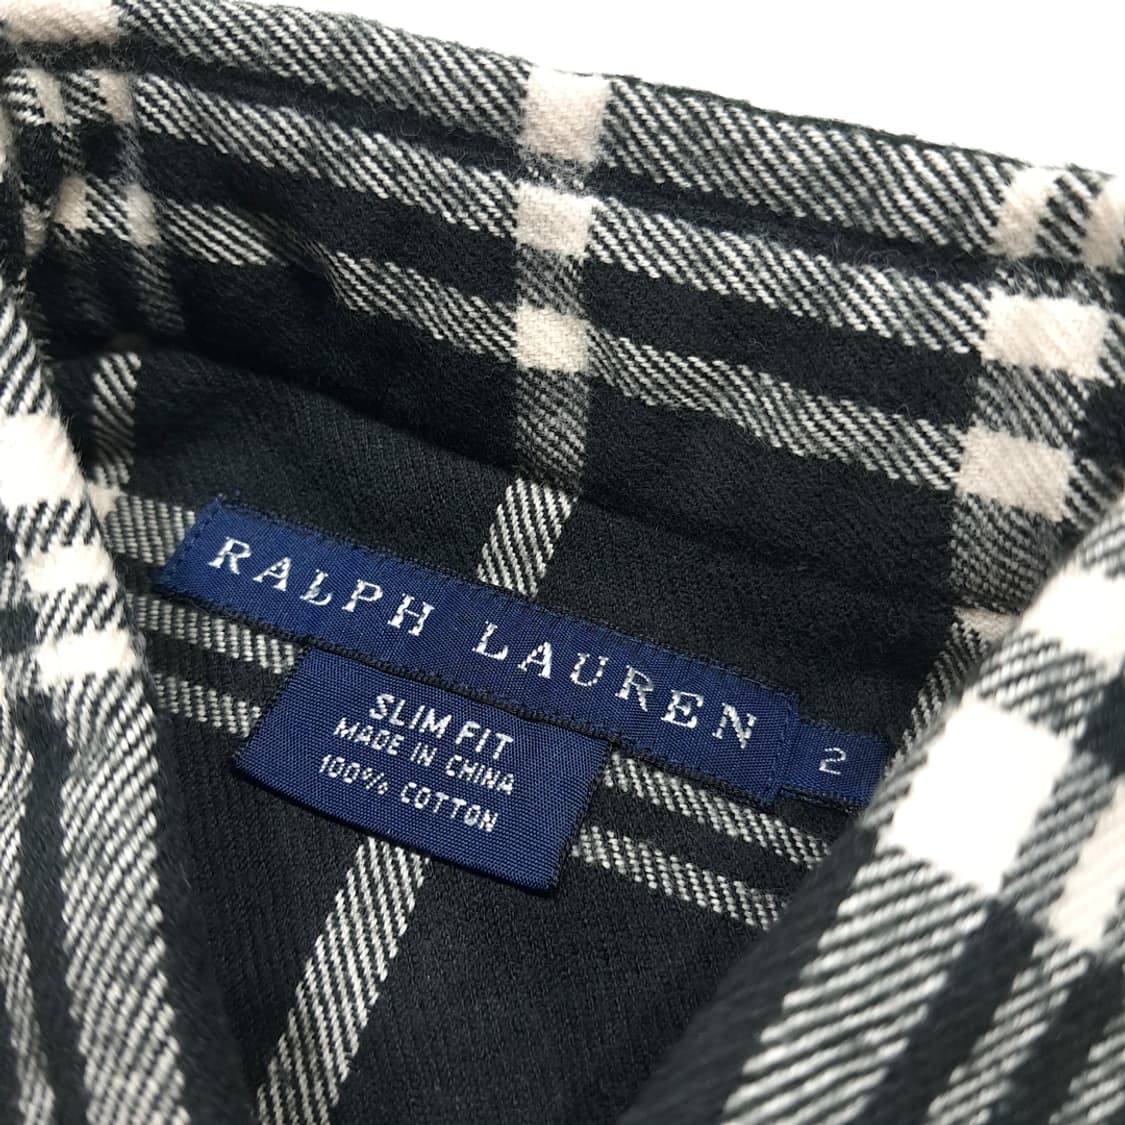 RALPH LAUREN
2
SLIM FIT
MADE IN CHINA
100% COTTON